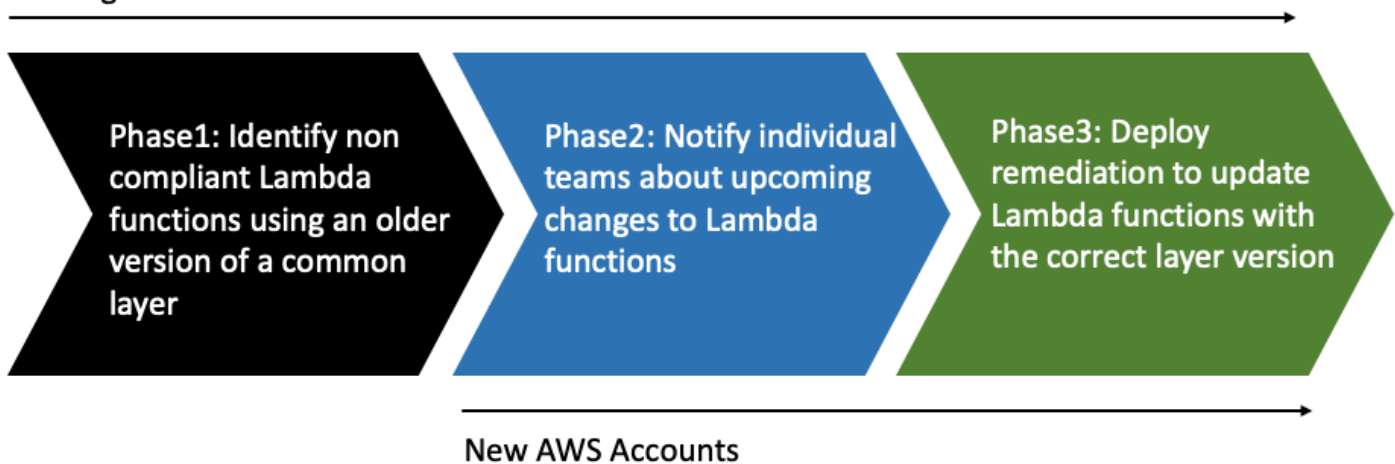 Phase1: Identify non
compliant Lambda
functions using an older
version of a common
layer
Phase2: Notify individual
teams about upcoming
changes to Lambda
functions
Phase3: Deploy
remediation to update
Lambda functions with
the correct layer version
New AWS Accounts